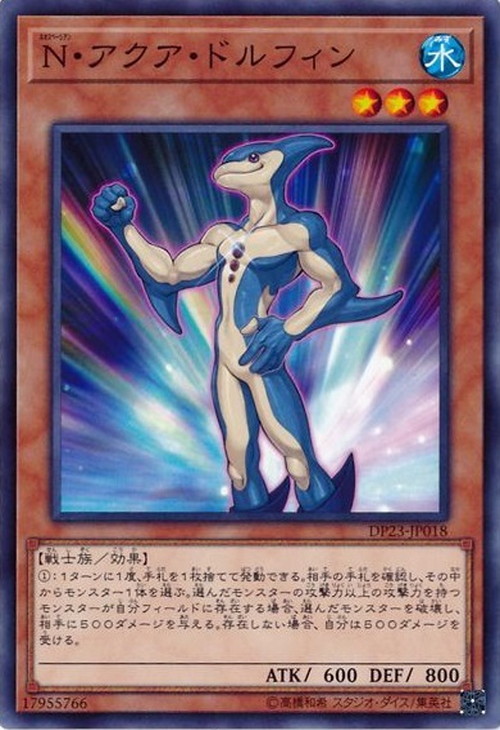 ネオスペーシアン
N・アクア・ドルフィン
水
DP23-JP018
【戦士族／効果】
①:1ターンに1度、手札を1枚捨てて発動できる。相手の手札を確認し、その中
からモンスター1体を選ぶ。選んだモンスターの攻撃力以上の攻撃力を持つ
モンスターが自分フィールドに存在する場合、選んだモンスターを破壊し、
相手に500ダメージを与える。存在しない場合、自分は500ダメージを
受ける。
ATK/ 600 DEF/ 800
17955766 ©高橋和希 スタジオ・ダイス/集英社